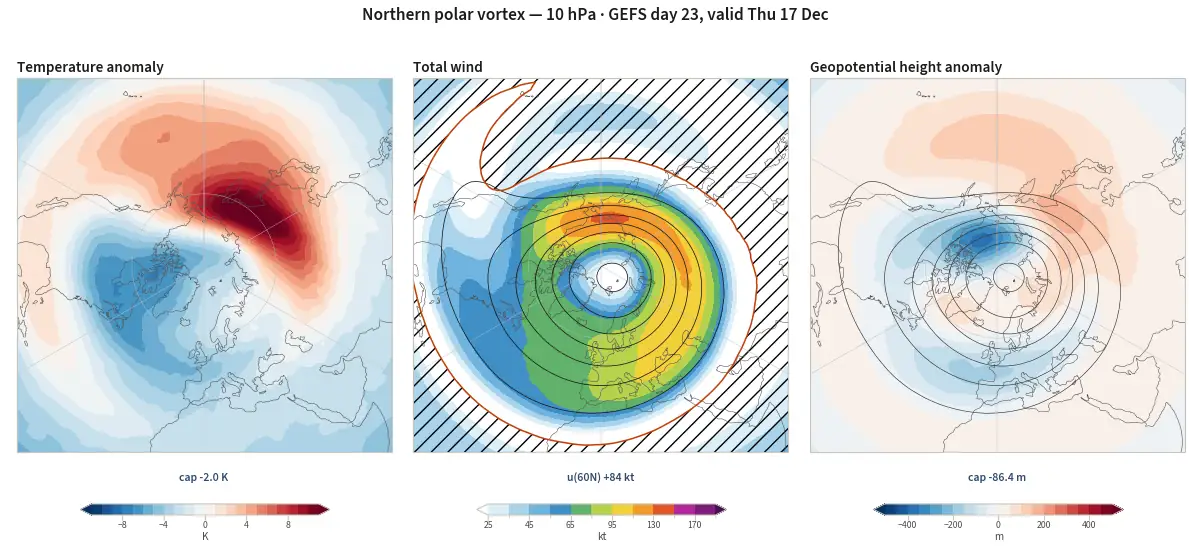 Northern polar vortex — 10 hPa · GEFS day 23, valid Thu 17 Dec
Temperature anomaly
Total wind
Geopotential height anomaly
cap -2.0 K
u(60N) +84 kt
cap -86.4 m
−8 −4 0 4 8
K
25 45 65 95 130 170
kt
−400 −200 0 200 400
m